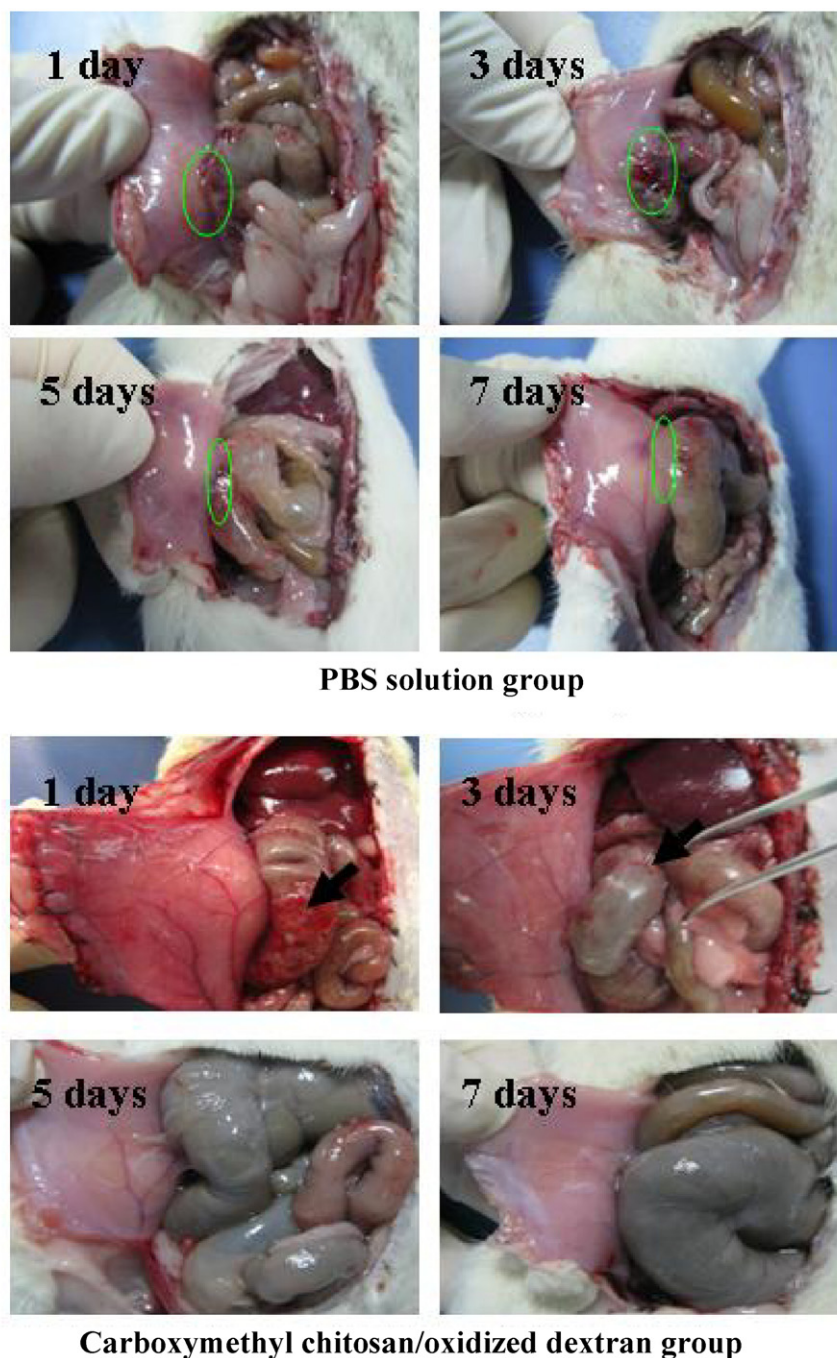 1 day
3 days
5 days
7 days
PBS solution group
1 day
3 days
5 days
7 days
Carboxymethyl chitosan/oxidized dextran group